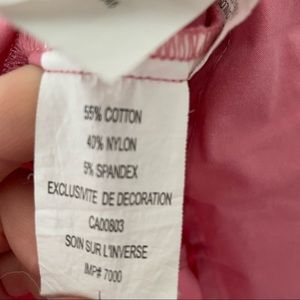 55% COTTON
40% NYLON
5% SPANDEX
EXCLUSIVITE DE DECORATION
CA00803
SOIN SUR L'INVERSE
IMP# 7000